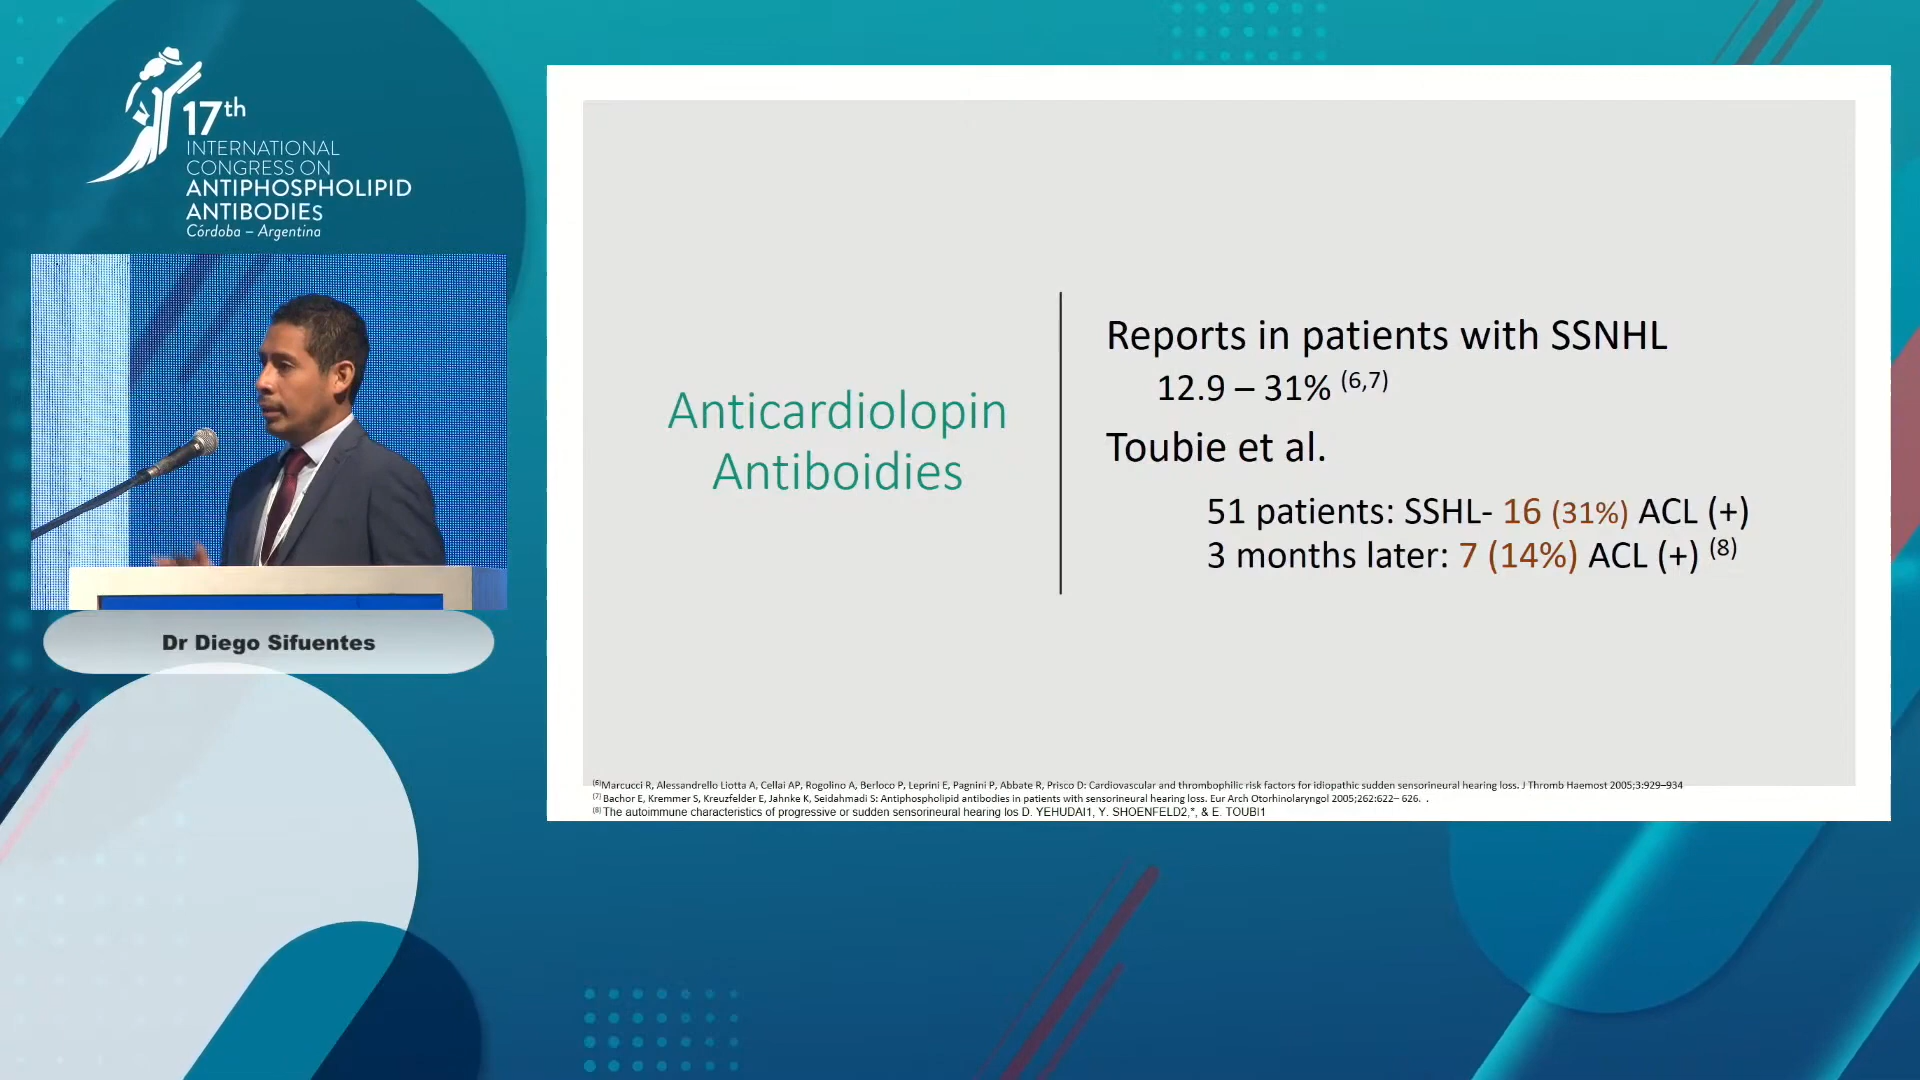 17th
INTERNATIONAL
CONGRESS ON
ANTIPHOSPHOLIPID
ANTIBODIES
Córdoba – Argentina
Dr Diego Sifuentes
Anticardiolopin
Antiboidies
Reports in patients with SSNHL
12.9 – 31% (6,7)
Toubie et al.
51 patients: SSHL- 16 (31%) ACL (+)
3 months later: 7 (14%) ACL (+) (8)
(6)Marcucci R, Alessandrello Liotta A, Cellai AP, Rogolino A, Berloco P, Leprini E, Pagnini P, Abbate R, Prisco D: Cardiovascular and thrombophilic risk factors for idiopathic sudden sensorineural hearing loss. J Thromb Haemost 2005;3:929–934
(7) Bachor E, Kremmer S, Kreuzfelder E, Jahnke K, Seidahmadi S: Antiphospholipid antibodies in patients with sensorineural hearing loss. Eur Arch Otorhinolaryngol 2005;262:622– 626. .
(8) The autoimmune characteristics of progressive or sudden sensorineural hearing los D. YEHUDAI1, Y. SHOENFELD2,*, & E. TOUBI1